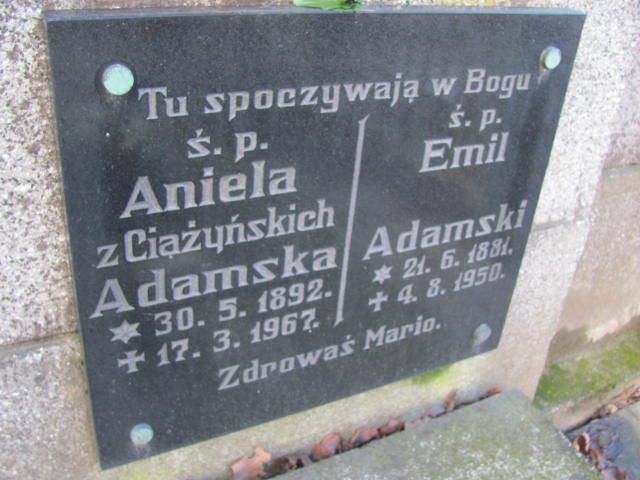 Tu spoczywają w Bogu
ś. p.
Aniela
z Ciążyńskich
Adamska
* 30. 5. 1892.
+ 17. 3. 1967.
ś. p.
Emil
Adamski
* 21. 6. 1881.
+ 4. 8. 1950.
Zdrowaś Mario.